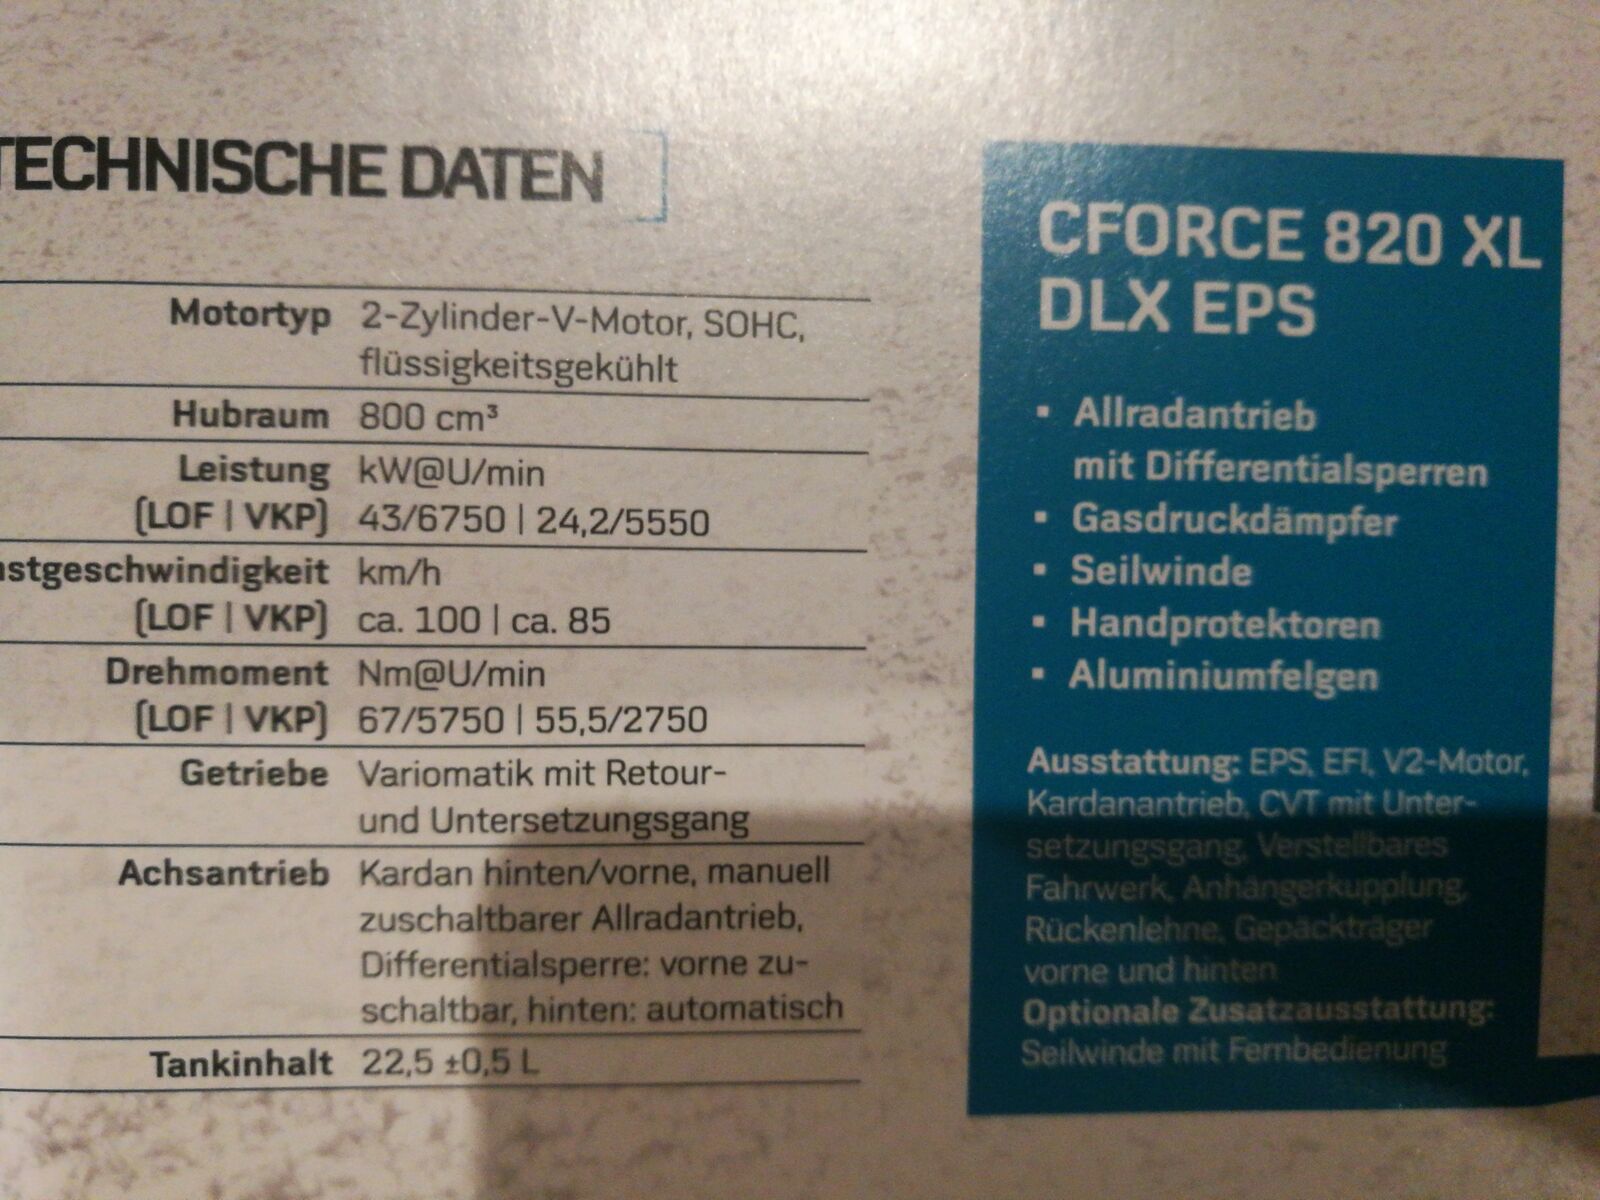 TECHNISCHE DATEN
Motortyp 2-Zylinder-V-Motor, SOHC,
flüssigkeitsgekühlt
Hubraum 800 cm³
Leistung kW@U/min
(LOF | VKP) 43/6750 | 24,2/5550
stgeschwindigkeit km/h
(LOF | VKP) ca. 100 | ca. 85
Drehmoment Nm@U/min
(LOF | VKP) 67/5750 | 55,5/2750
Getriebe Variomatik mit Retour-
und Untersetzungsgang
Achsantrieb Kardan hinten/vorne, manuell
zuschaltbarer Allradantrieb,
Differentialsperre: vorne zu-
schaltbar, hinten: automatisch
Tankinhalt 22,5 ±0,5 L
CFORCE 820 XL
DLX EPS
▪ Allradantrieb
mit Differentialsperren
▪ Gasdruckdämpfer
▪ Seilwinde
▪ Handprotektoren
▪ Aluminiumfelgen
Ausstattung: EPS, EFI, V2-Motor,
Kardanantrieb, CVT mit Unter-
setzungsgang, Verstellbares
Fahrwerk, Anhängerkupplung,
Rückenlehne, Gepäckträger
vorne und hinten
Optionale Zusatzausstattung:
Seilwinde mit Fernbedienung